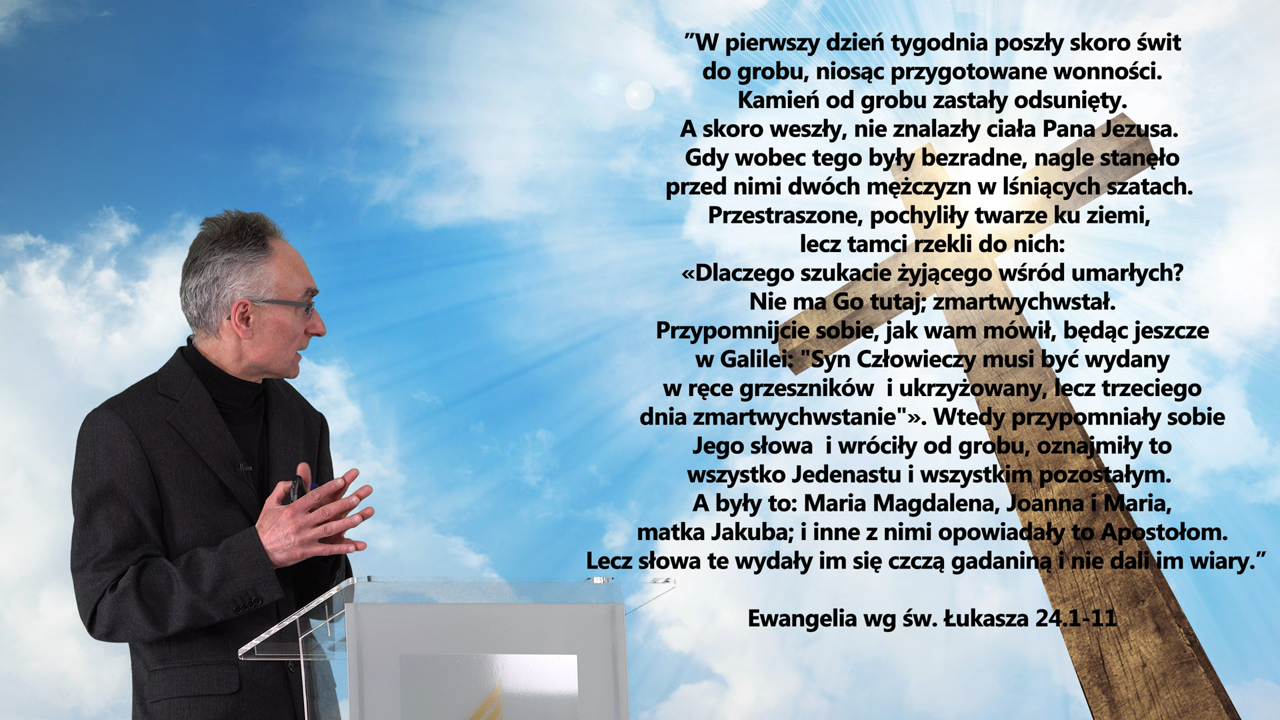 ”W pierwszy dzień tygodnia poszły skoro świt
do grobu, niosąc przygotowane wonności.
Kamień od grobu zastały odsunięty.
A skoro weszły, nie znalazły ciała Pana Jezusa.
Gdy wobec tego były bezradne, nagle stanęło
przed nimi dwóch mężczyzn w lśniących szatach.
Przestraszone, pochyliły twarze ku ziemi,
lecz tamci rzekli do nich:
«Dlaczego szukacie żyjącego wśród umarłych?
Nie ma Go tutaj; zmartwychwstał.
Przypomnijcie sobie, jak wam mówił, będąc jeszcze
w Galilei: "Syn Człowieczy musi być wydany
w ręce grzeszników  i ukrzyżowany, lecz trzeciego
dnia zmartwychwstanie"». Wtedy przypomniały sobie
Jego słowa  i wróciły od grobu, oznajmiły to
wszystko Jedenastu i wszystkim pozostałym.
A były to: Maria Magdalena, Joanna i Maria,
matka Jakuba; i inne z nimi opowiadały to Apostołom.
Lecz słowa te wydały im się czczą gadaniną i nie dali im wiary.”
Ewangelia wg św. Łukasza 24.1-11